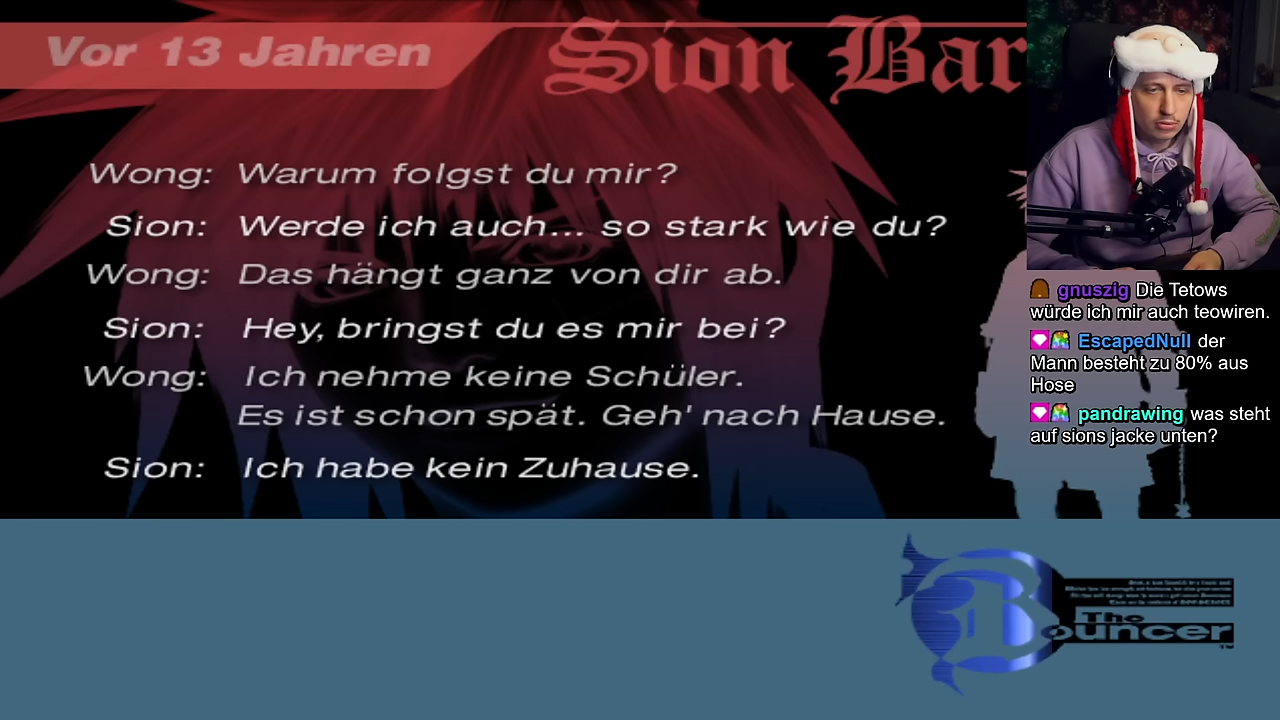 Vor 13 Jahren
Sion Bar
Wong: Warum folgst du mir?
Sion: Werde ich auch... so stark wie du?
Wong: Das hängt ganz von dir ab.
Sion: Hey, bringst du es mir bei?
Wong: Ich nehme keine Schüler.
Es ist schon spät. Geh' nach Hause.
Sion: Ich habe kein Zuhause.
gnuszig Die Tetows
würde ich mir auch teowiren.
EscapedNull der
Mann besteht zu 80% aus
Hose
pandrawing was steht
auf sions jacke unten?
The
Bouncer